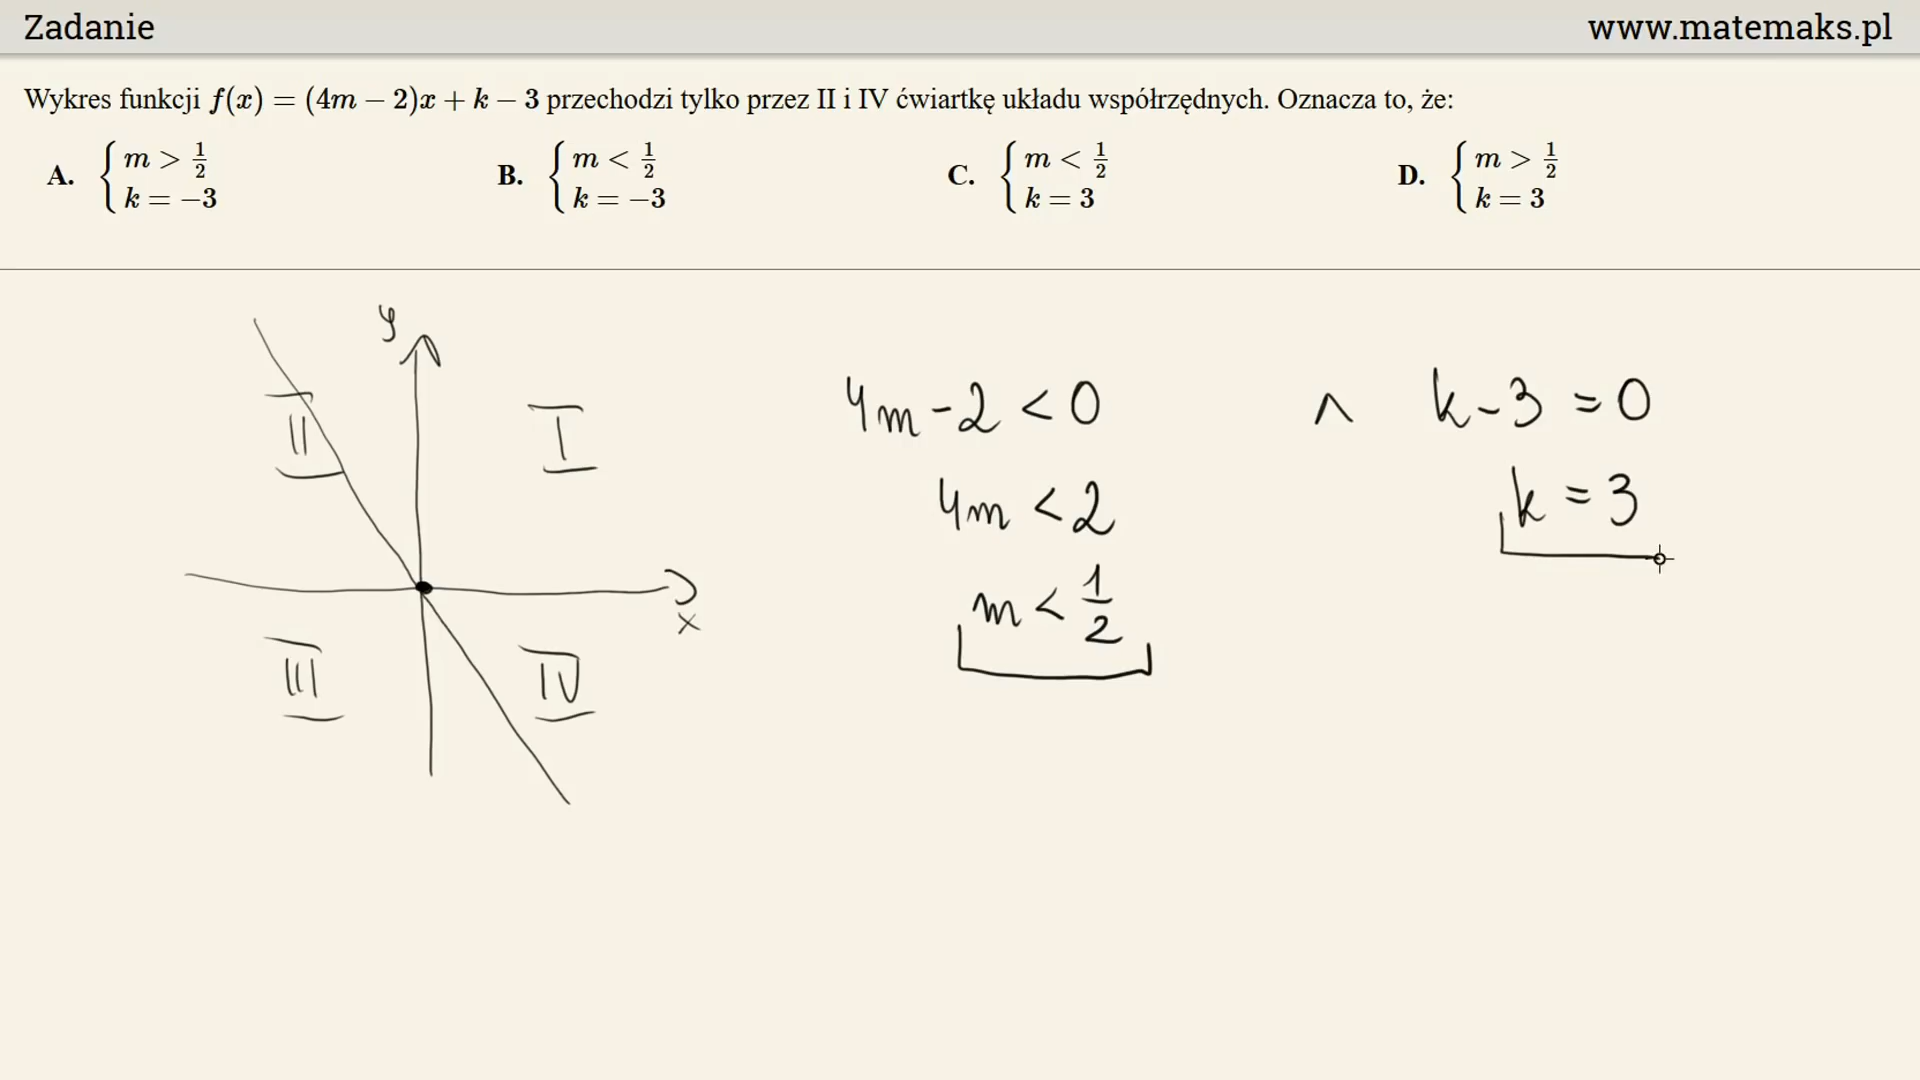 Zadanie www.matemaks.pl
Wykres funkcji f(x) = (4m − 2)x + k − 3 przechodzi tylko przez II i IV ćwiartkę układu współrzędnych. Oznacza to, że:
A. { m > 1/2
k = −3
B. { m < 1/2
k = −3
C. { m < 1/2
k = 3
D. { m > 1/2
k = 3
y
II
I
x
III
IV
4m − 2 < 0 ∧ k − 3 = 0
4m < 2
k = 3
m < 1/2